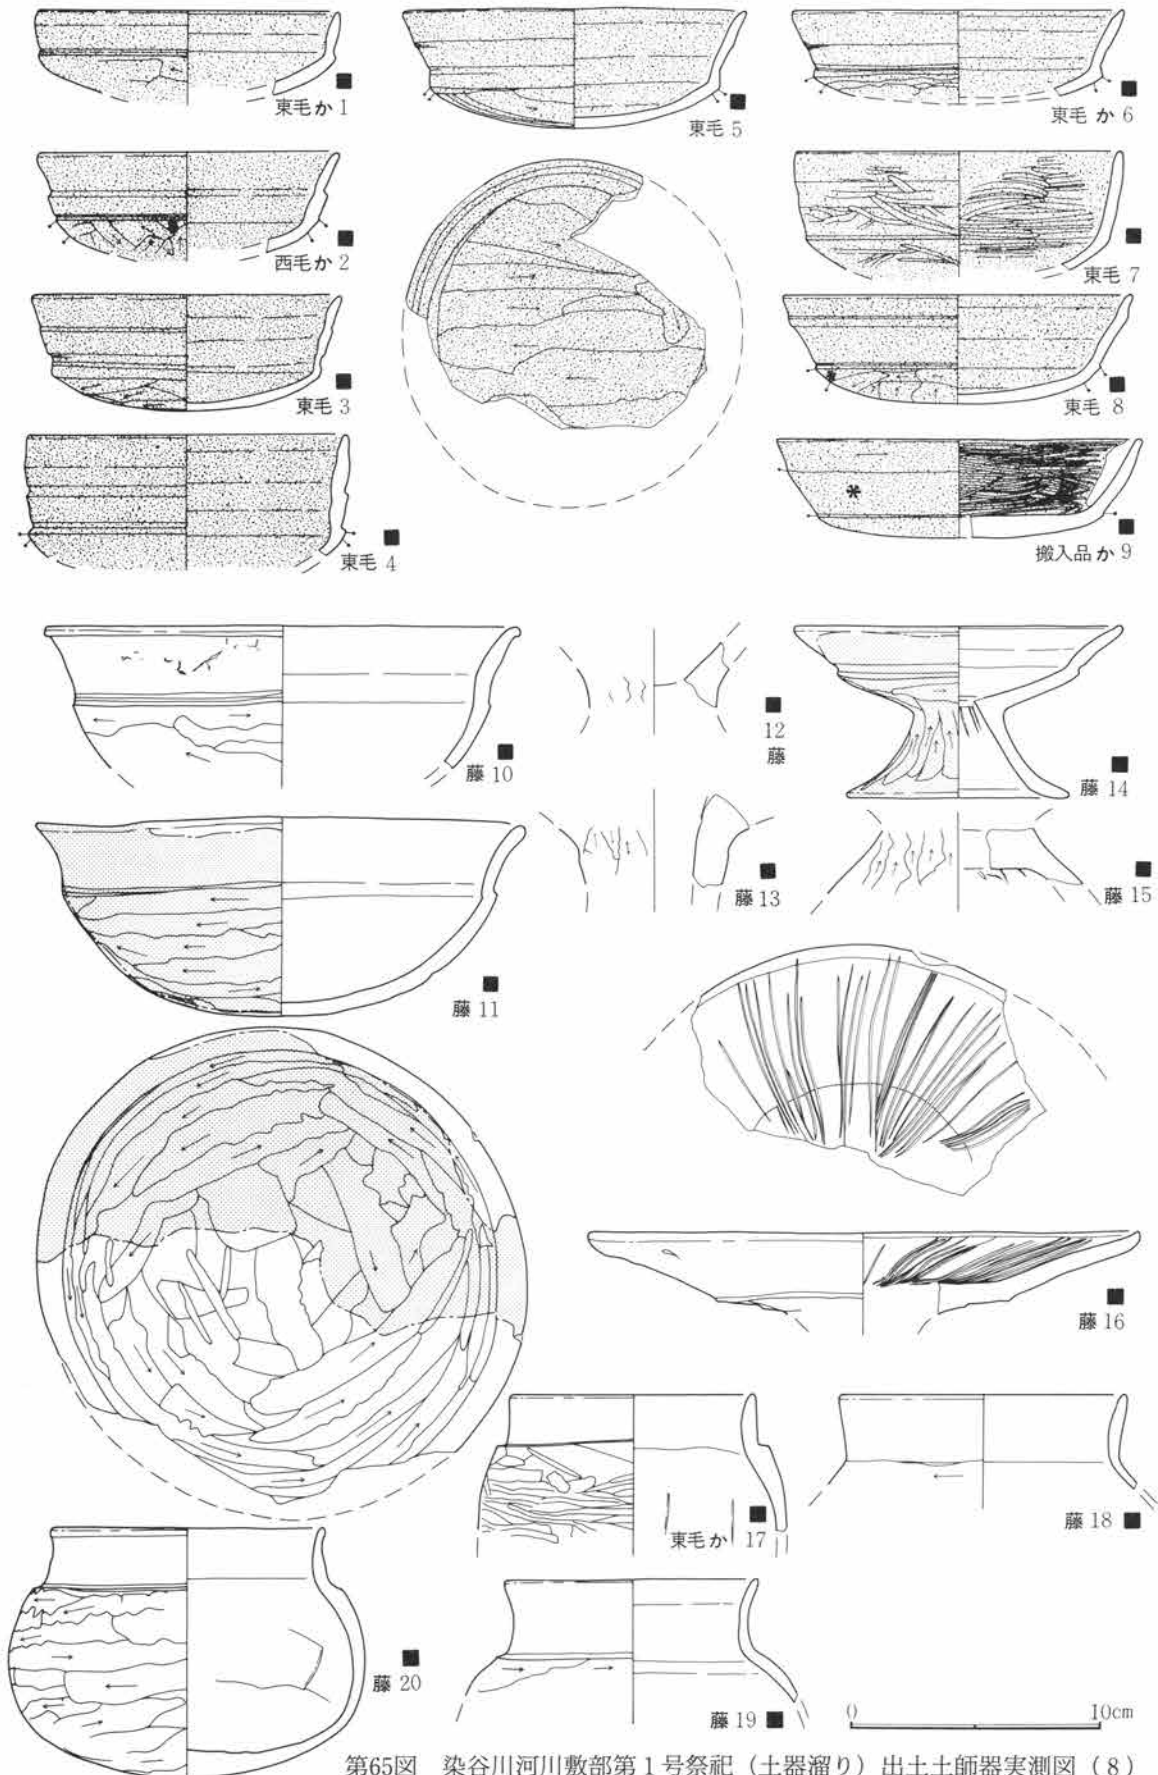 東毛か1
東毛 5
東毛 か 6
西毛か 2
東毛 7
東毛 3
東毛 8
東毛 4
搬入品か 9
藤 10
12
藤
藤 14
藤 13
藤 15
藤 11
藤 16
東毛か 17
藤 18
藤 20
藤 19
0 10cm
第65図 染谷川河川敷部第1号祭祀（土器溜り）出土土師器実測図（8）